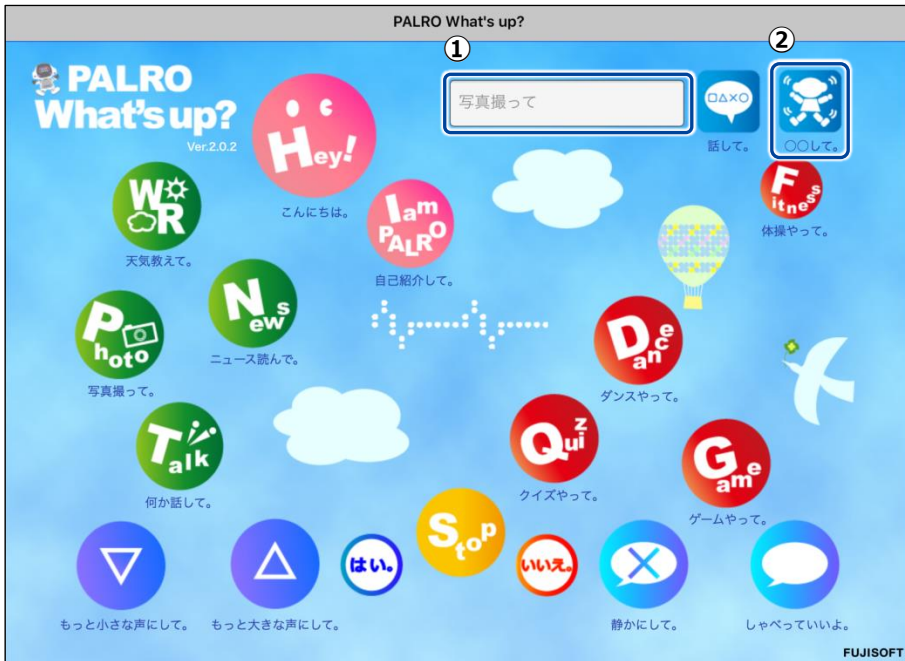 PALRO What's up?
①
②
PALRO
What's up?
Ver.2.0.2
Hey!
こんにちは。
写真撮って
□△×○
話して。
○○して。
WR
天気教えて。
I am PALRO
自己紹介して。
Fitness
体操やって。
News
ニュース読んで。
Photo
写真撮って。
Dance
ダンスやって。
Talk
何か話して。
Quiz
クイズやって。
Game
ゲームやって。
もっと小さな声にして。
もっと大きな声にして。
はい。
Stop
いいえ。
静かにして。
しゃべっていいよ。
FUJISOFT